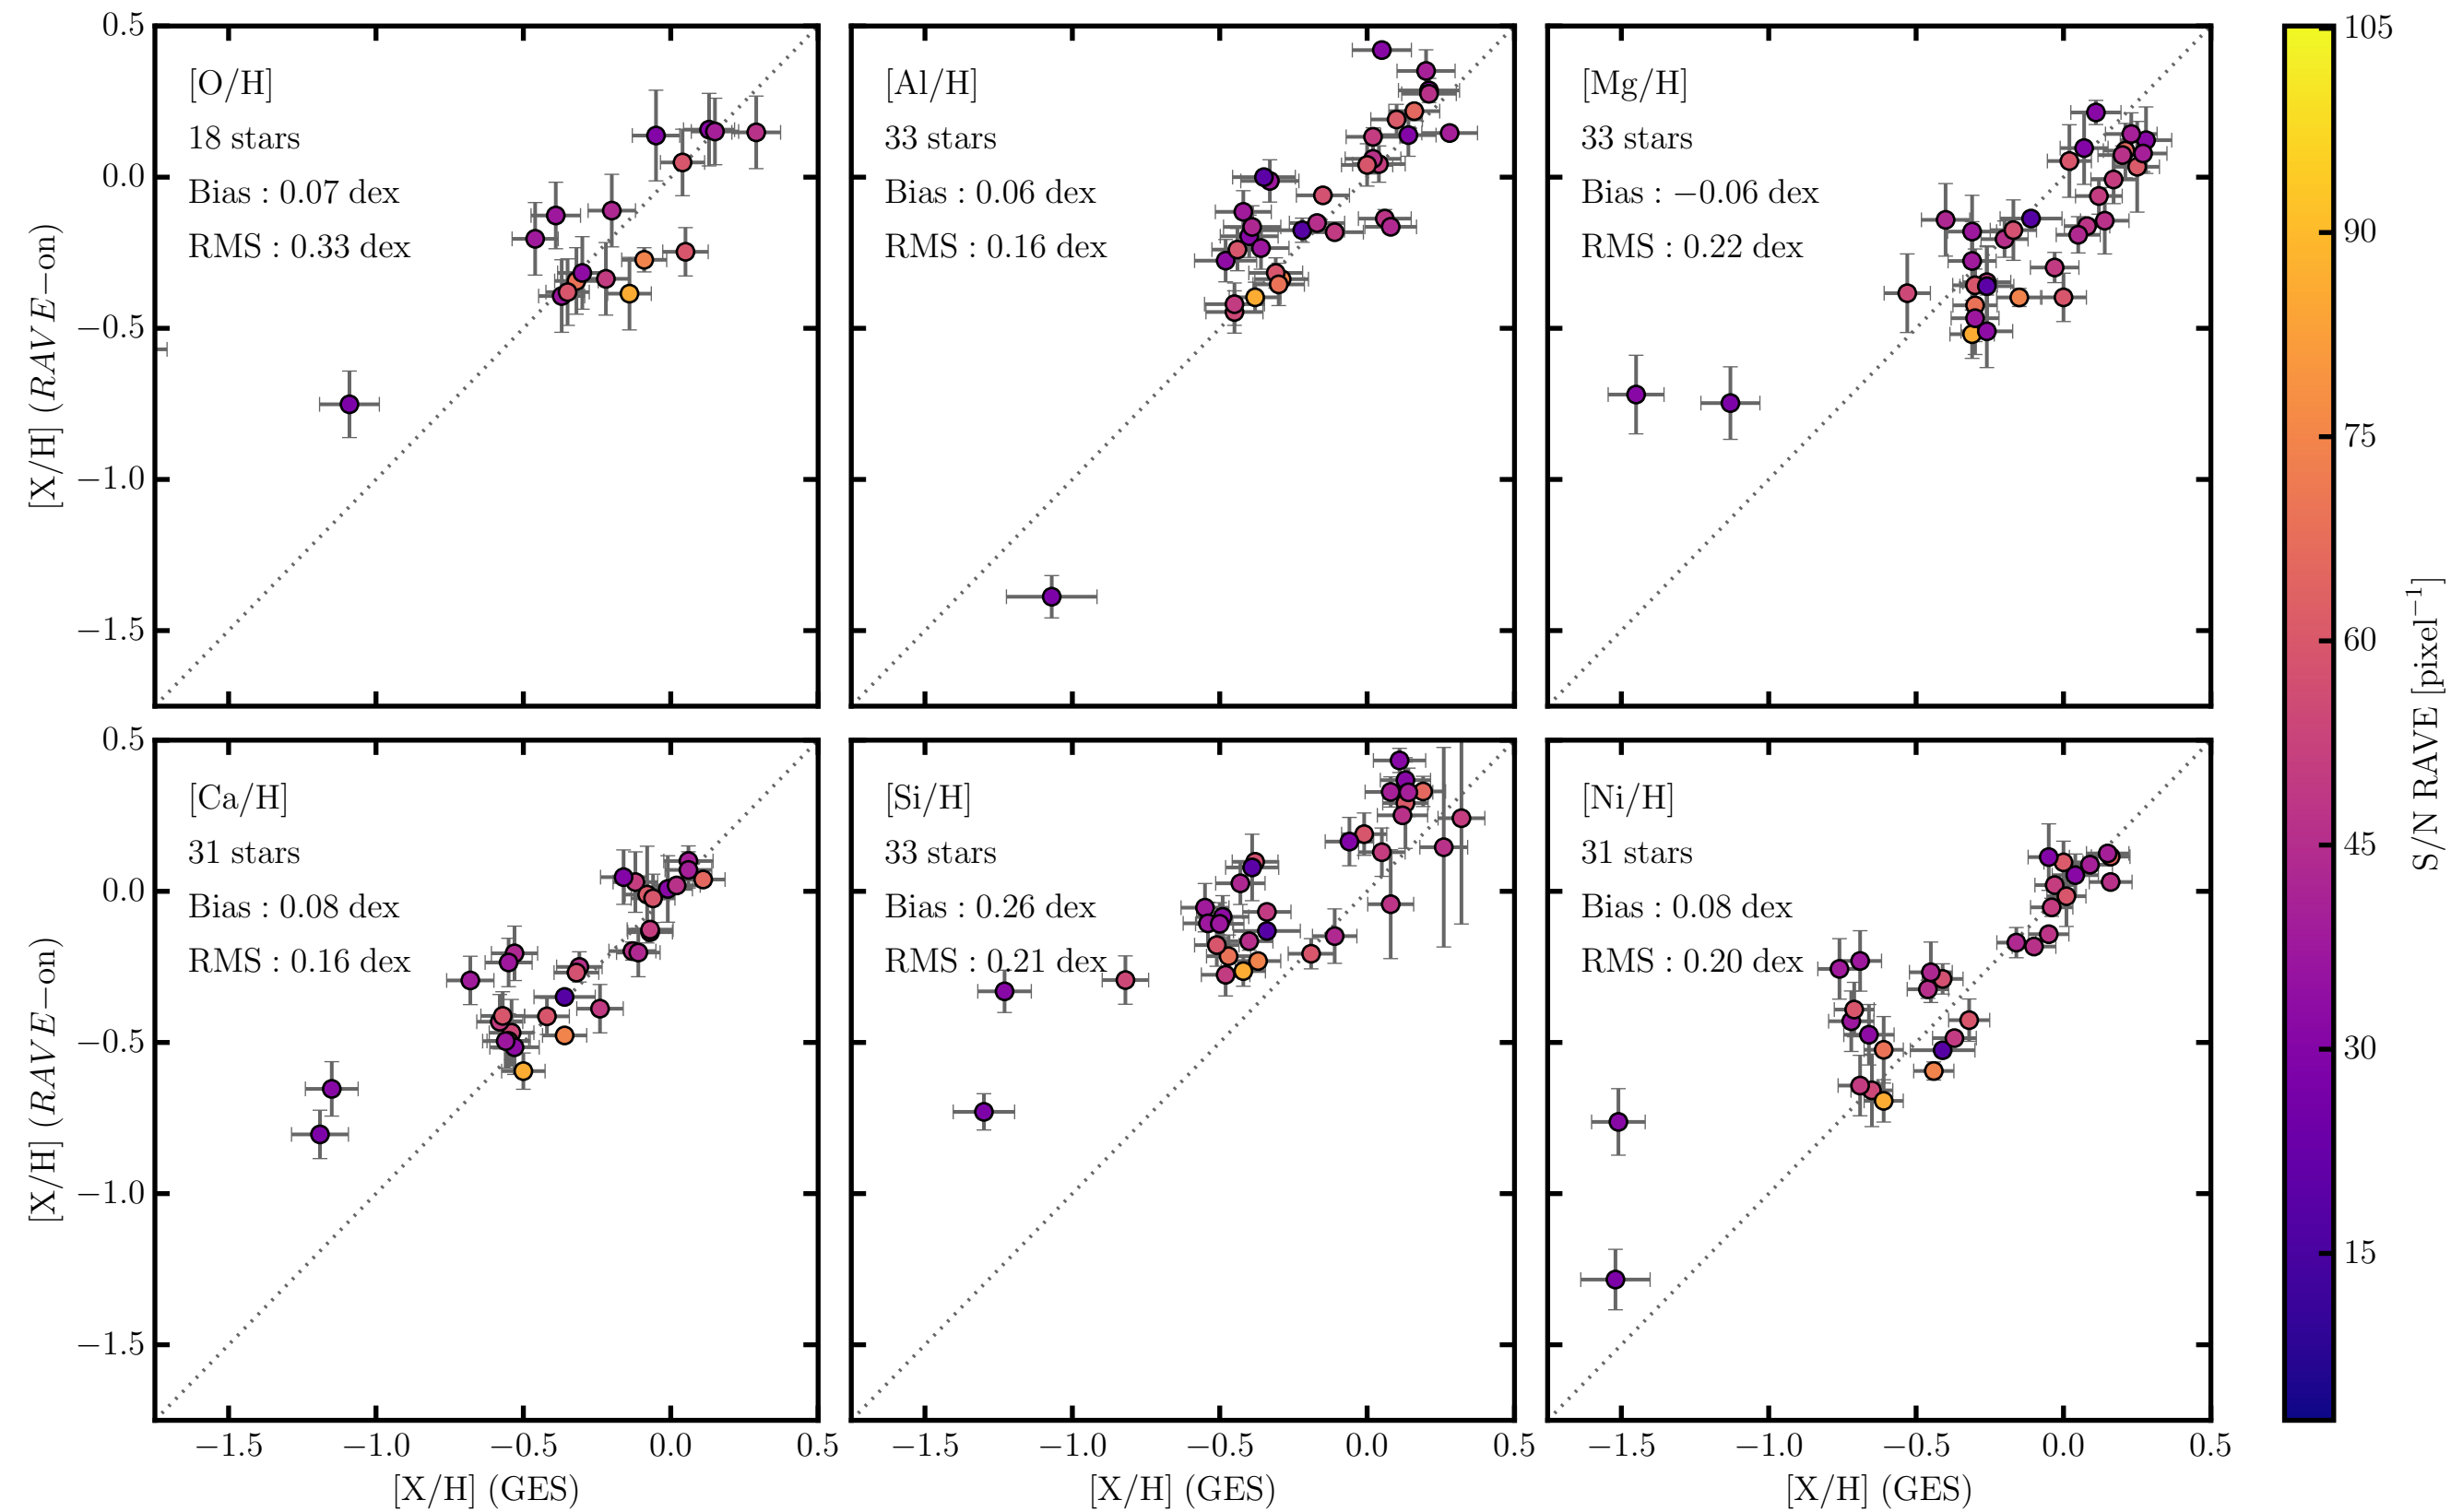 0.5
0.0
−0.5
−1.0
−1.5
[X/H] (RAVE−on)
[O/H]
18 stars
Bias : 0.07 dex
RMS : 0.33 dex
[Al/H]
33 stars
Bias : 0.06 dex
RMS : 0.16 dex
[Mg/H]
33 stars
Bias : −0.06 dex
RMS : 0.22 dex
0.5
0.0
−0.5
−1.0
−1.5
[X/H] (RAVE−on)
[Ca/H]
31 stars
Bias : 0.08 dex
RMS : 0.16 dex
−1.5 −1.0 −0.5 0.0 0.5
[X/H] (GES)
[Si/H]
33 stars
Bias : 0.26 dex
RMS : 0.21 dex
−1.5 −1.0 −0.5 0.0 0.5
[X/H] (GES)
[Ni/H]
31 stars
Bias : 0.08 dex
RMS : 0.20 dex
−1.5 −1.0 −0.5 0.0 0.5
[X/H] (GES)
105
90
75
60
45
30
15
S/N RAVE [pixel⁻¹]